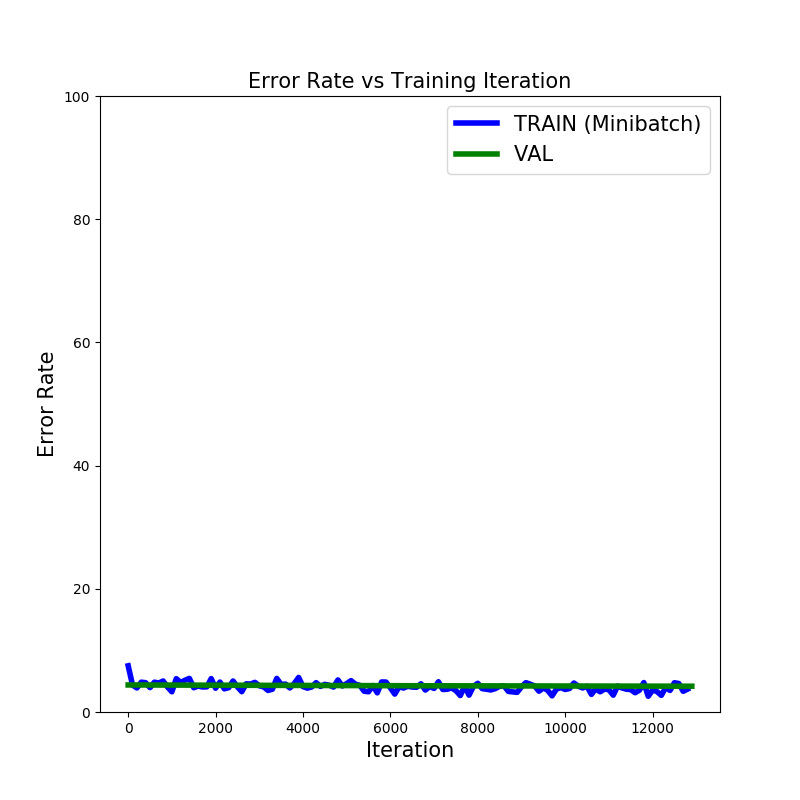 Error Rate vs Training Iteration
100
TRAIN (Minibatch)
VAL
80
60
40
20
0
Error Rate
0 2000 4000 6000 8000 10000 12000
Iteration